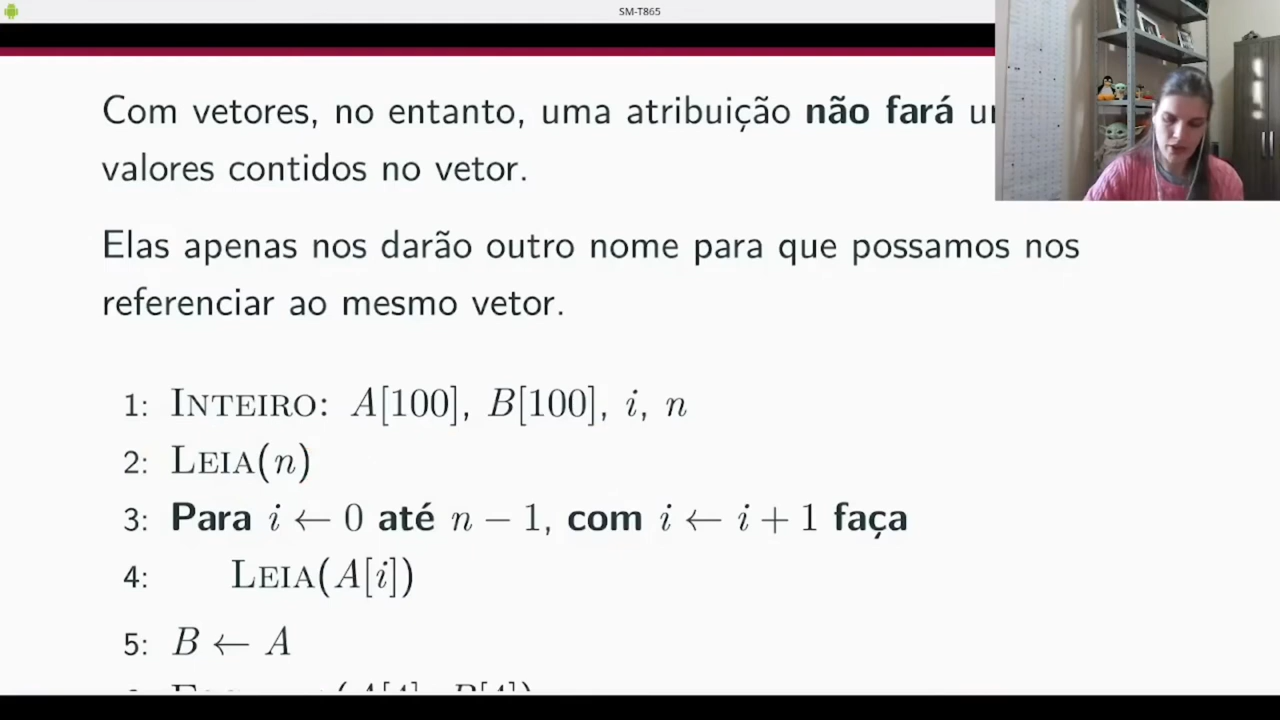 SM-T865
Com vetores, no entanto, uma atribuição não fará
valores contidos no vetor.
Elas apenas nos darão outro nome para que possamos nos
referenciar ao mesmo vetor.
1: INTEIRO: A[100], B[100], i, n
2: LEIA(n)
3: Para i ← 0 até n − 1, com i ← i + 1 faça
4: LEIA(A[i])
5: B ← A